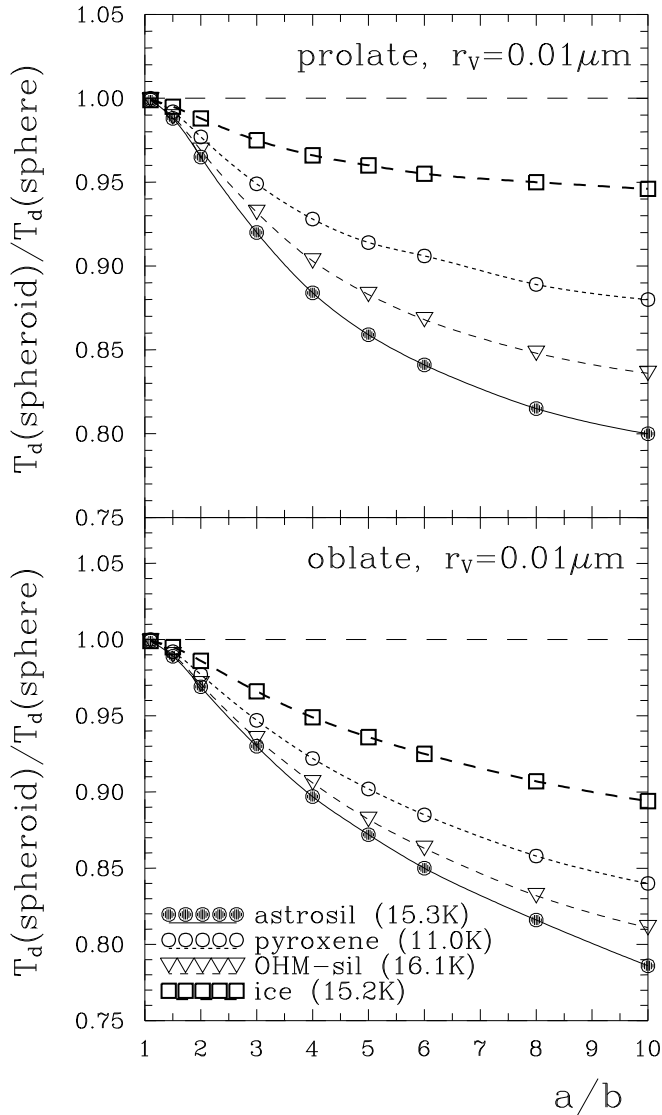 1.05
prolate, r_V=0.01μm
1.00
0.95
0.90
0.85
0.80
0.75
T_d(spheroid)/T_d(sphere)
oblate, r_V=0.01μm
1.05
1.00
0.95
0.90
0.85
0.80
0.75
T_d(spheroid)/T_d(sphere)
astrosil (15.3K)
pyroxene (11.0K)
OHM-sil (16.1K)
ice (15.2K)
1 2 3 4 5 6 7 8 9 10
a/b